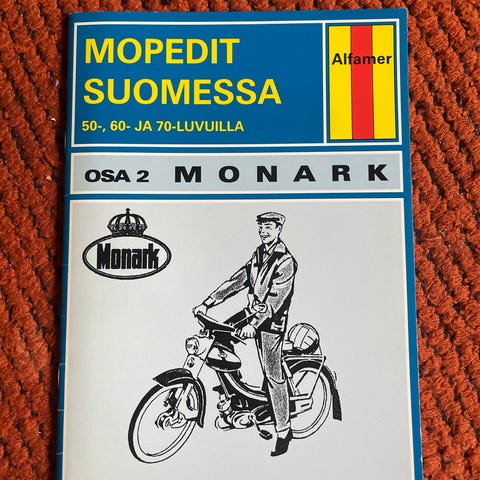 MOPEDIT
SUOMESSA
50-, 60- JA 70-LUVUILLA
Alfamer
OSA 2 MONARK
Monark